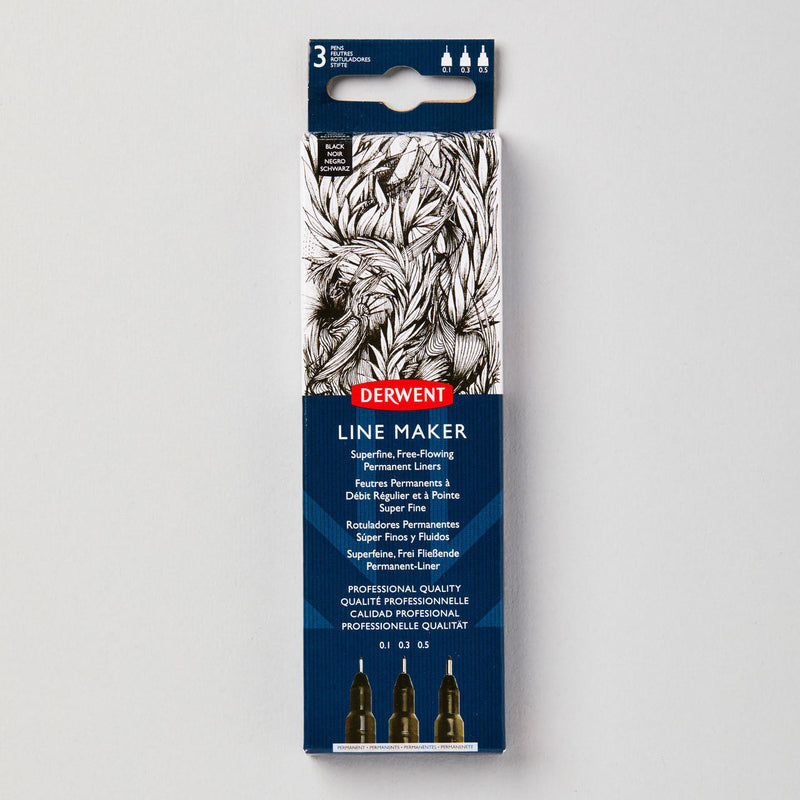 3 PENS
FEUTRES
ROTULADORES
STIFTE
0.1 0.3 0.5
BLACK
NOIR
NEGRO
SCHWARZ
DERWENT
LINE MAKER
Superfine, Free-Flowing
Permanent Liners
Feutres Permanents à
Débit Régulier et à Pointe
Super Fine
Rotuladores Permanentes
Súper Finos y Fluidos
Superfeine, Frei Fließende
Permanent-Liner
PROFESSIONAL QUALITY
QUALITÉ PROFESSIONNELLE
CALIDAD PROFESIONAL
PROFESSIONELLE QUALITÄT
0.1 0.3 0.5
PERMANENT • PERMANENTS • PERMANENTES • PERMANENTE